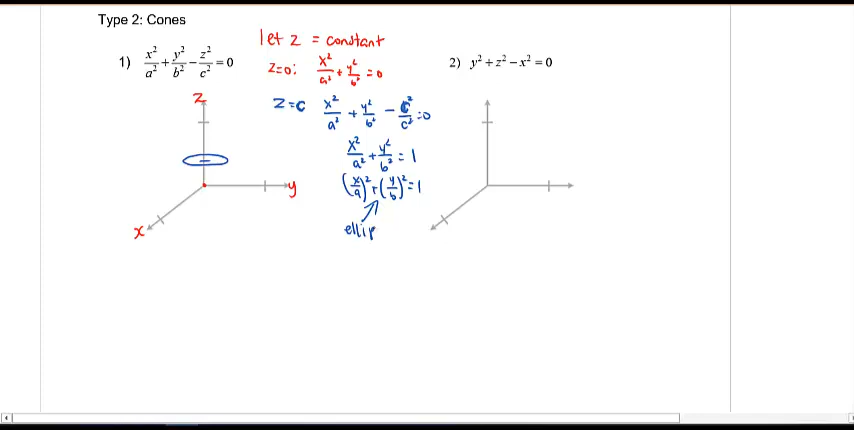 Type 2: Cones
1) x²/a² + y²/b² − z²/c² = 0
let z = constant
z=0: x²/a² + y²/b² = 0
z=c x²/a² + y²/b² − c²/c² = 0
x²/a² + y²/b² = 1
(x/a)² + (y/b)² = 1
ellip
z
y
x
2) y² + z² − x² = 0